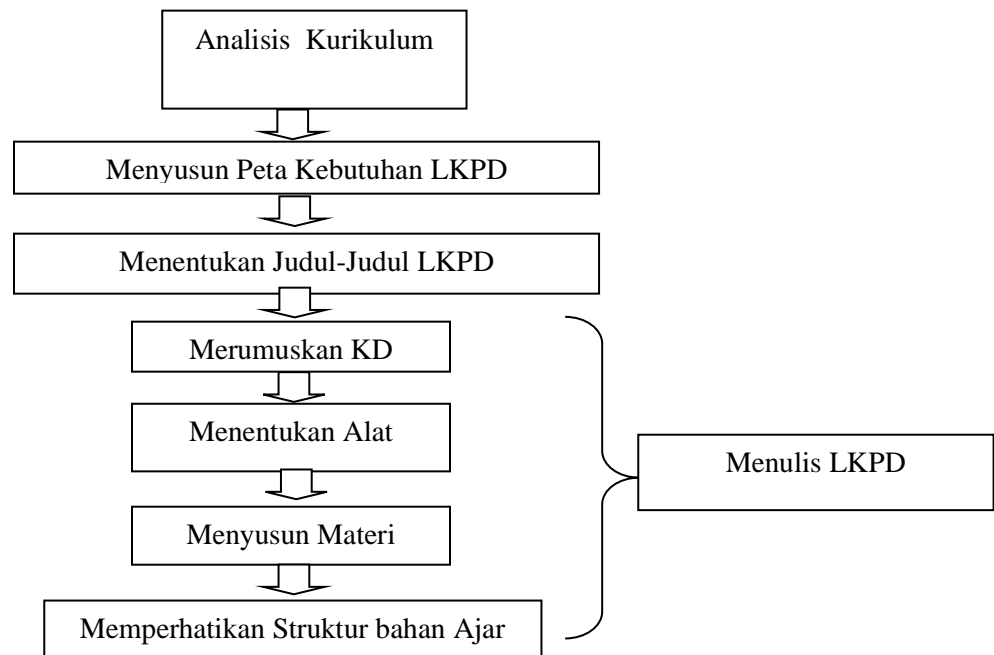 Analisis Kurikulum
Menyusun Peta Kebutuhan LKPD
Menentukan Judul-Judul LKPD
Merumuskan KD
Menentukan Alat
Menulis LKPD
Menyusun Materi
Memperhatikan Struktur bahan Ajar